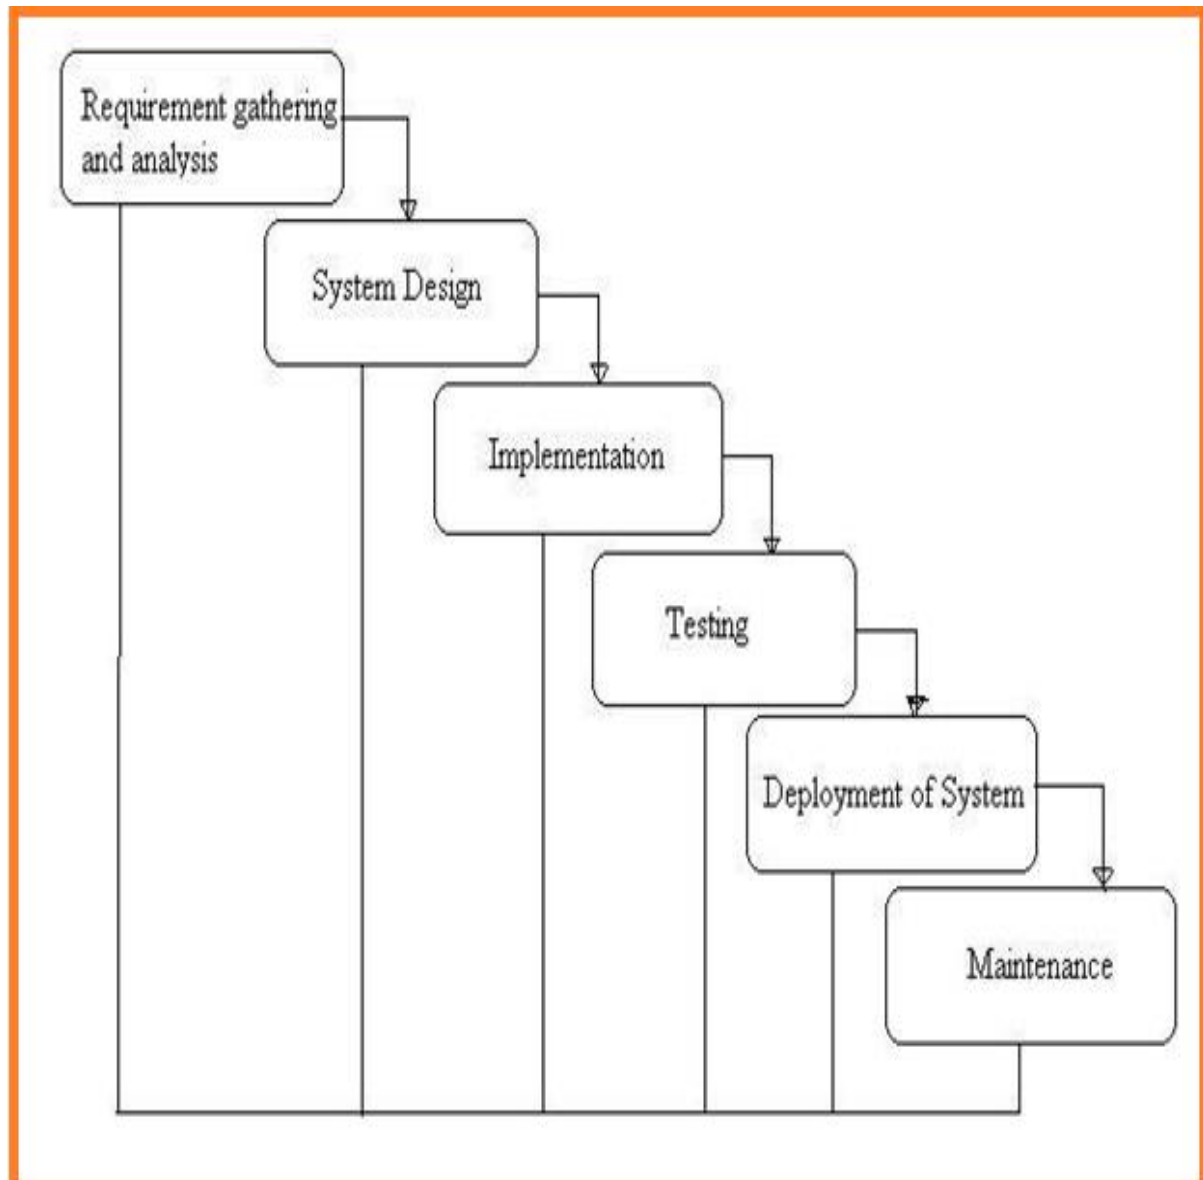 Requirement gathering
and analysis
System Design
Implementation
Testing
Deployment of System
Maintenance